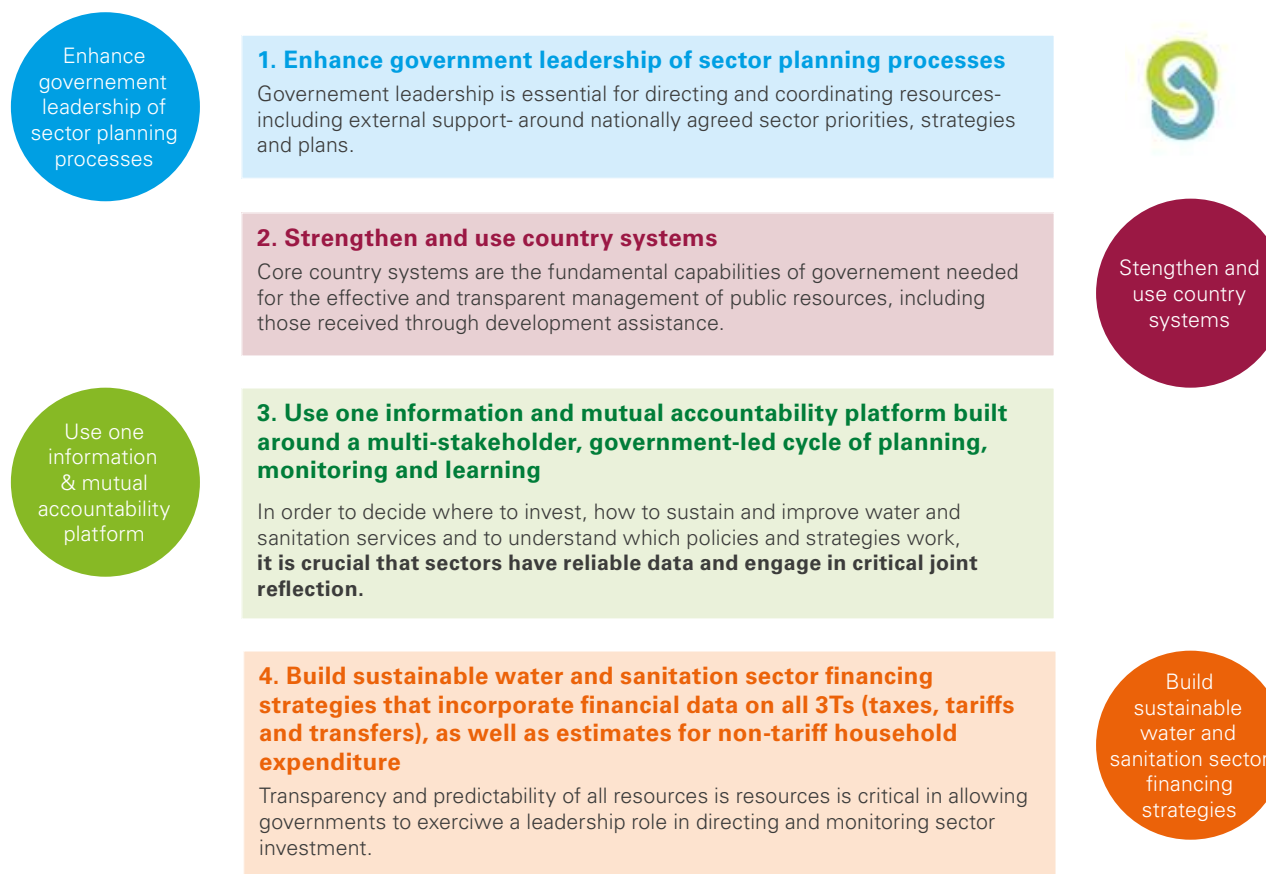 Enhance
governement
leadership of
sector planning
processes
1. Enhance government leadership of sector planning processes
Governement leadership is essential for directing and coordinating resources-
including external support- around nationally agreed sector priorities, strategies
and plans.
2. Strengthen and use country systems
Core country systems are the fundamental capabilities of governement needed
for the effective and transparent management of public resources, including
those received through development assistance.
Stengthen and
use country
systems
Use one
information
& mutual
accountability
platform
3. Use one information and mutual accountability platform built
around a multi-stakeholder, government-led cycle of planning,
monitoring and learning
In order to decide where to invest, how to sustain and improve water and
sanitation services and to understand which policies and strategies work,
it is crucial that sectors have reliable data and engage in critical joint
reflection.
4. Build sustainable water and sanitation sector financing
strategies that incorporate financial data on all 3Ts (taxes, tariffs
and transfers), as well as estimates for non-tariff household
expenditure
Transparency and predictability of all resources is resources is critical in allowing
governments to exerciwe a leadership role in directing and monitoring sector
investment.
Build
sustainable
water and
sanitation sector
financing
strategies